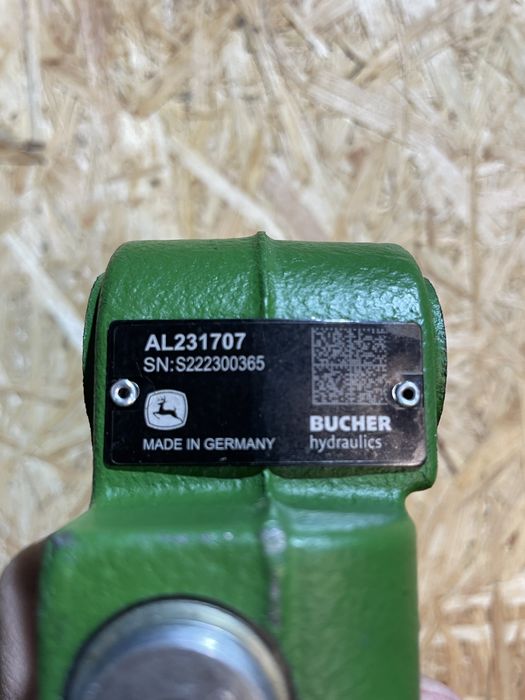 AL231707
SN:S222300365
MADE IN GERMANY
BUCHER
hydraulics